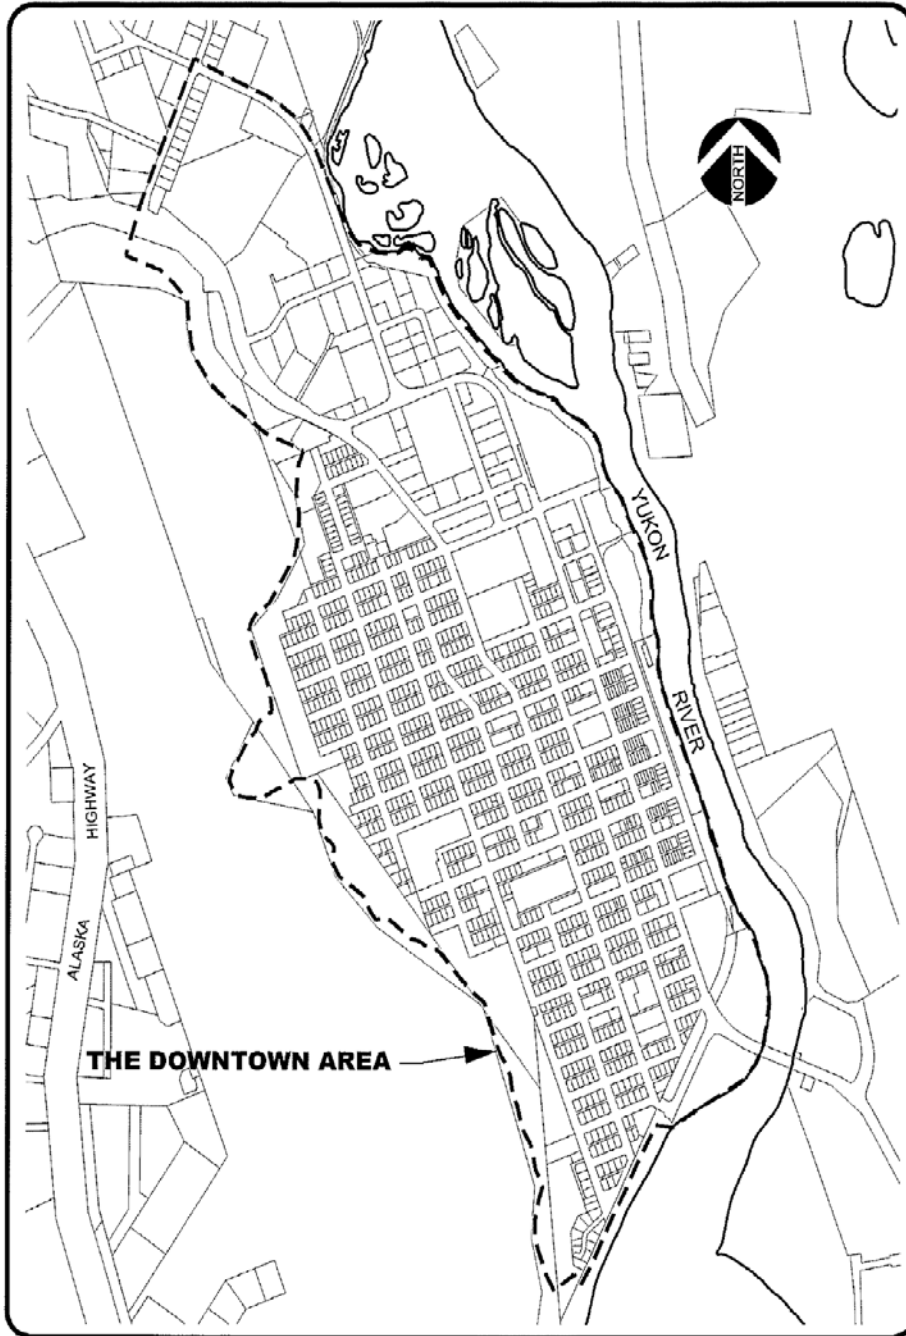 NORTH
YUKON
RIVER
ALASKA
HIGHWAY
THE DOWNTOWN AREA